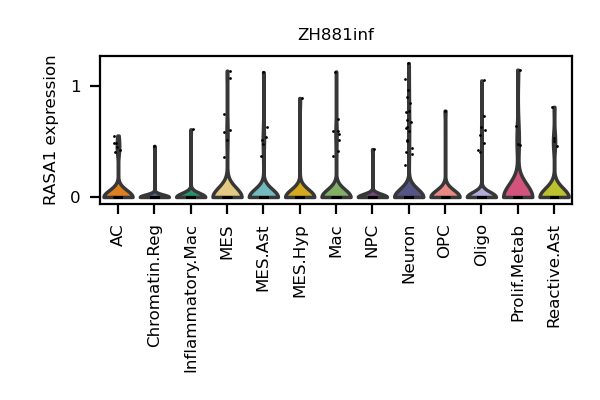 ZH881inf
RASA1 expression
1
0
AC
Chromatin.Reg
Inflammatory.Mac
MES
MES.Ast
MES.Hyp
Mac
NPC
Neuron
OPC
Oligo
Prolif.Metab
Reactive.Ast